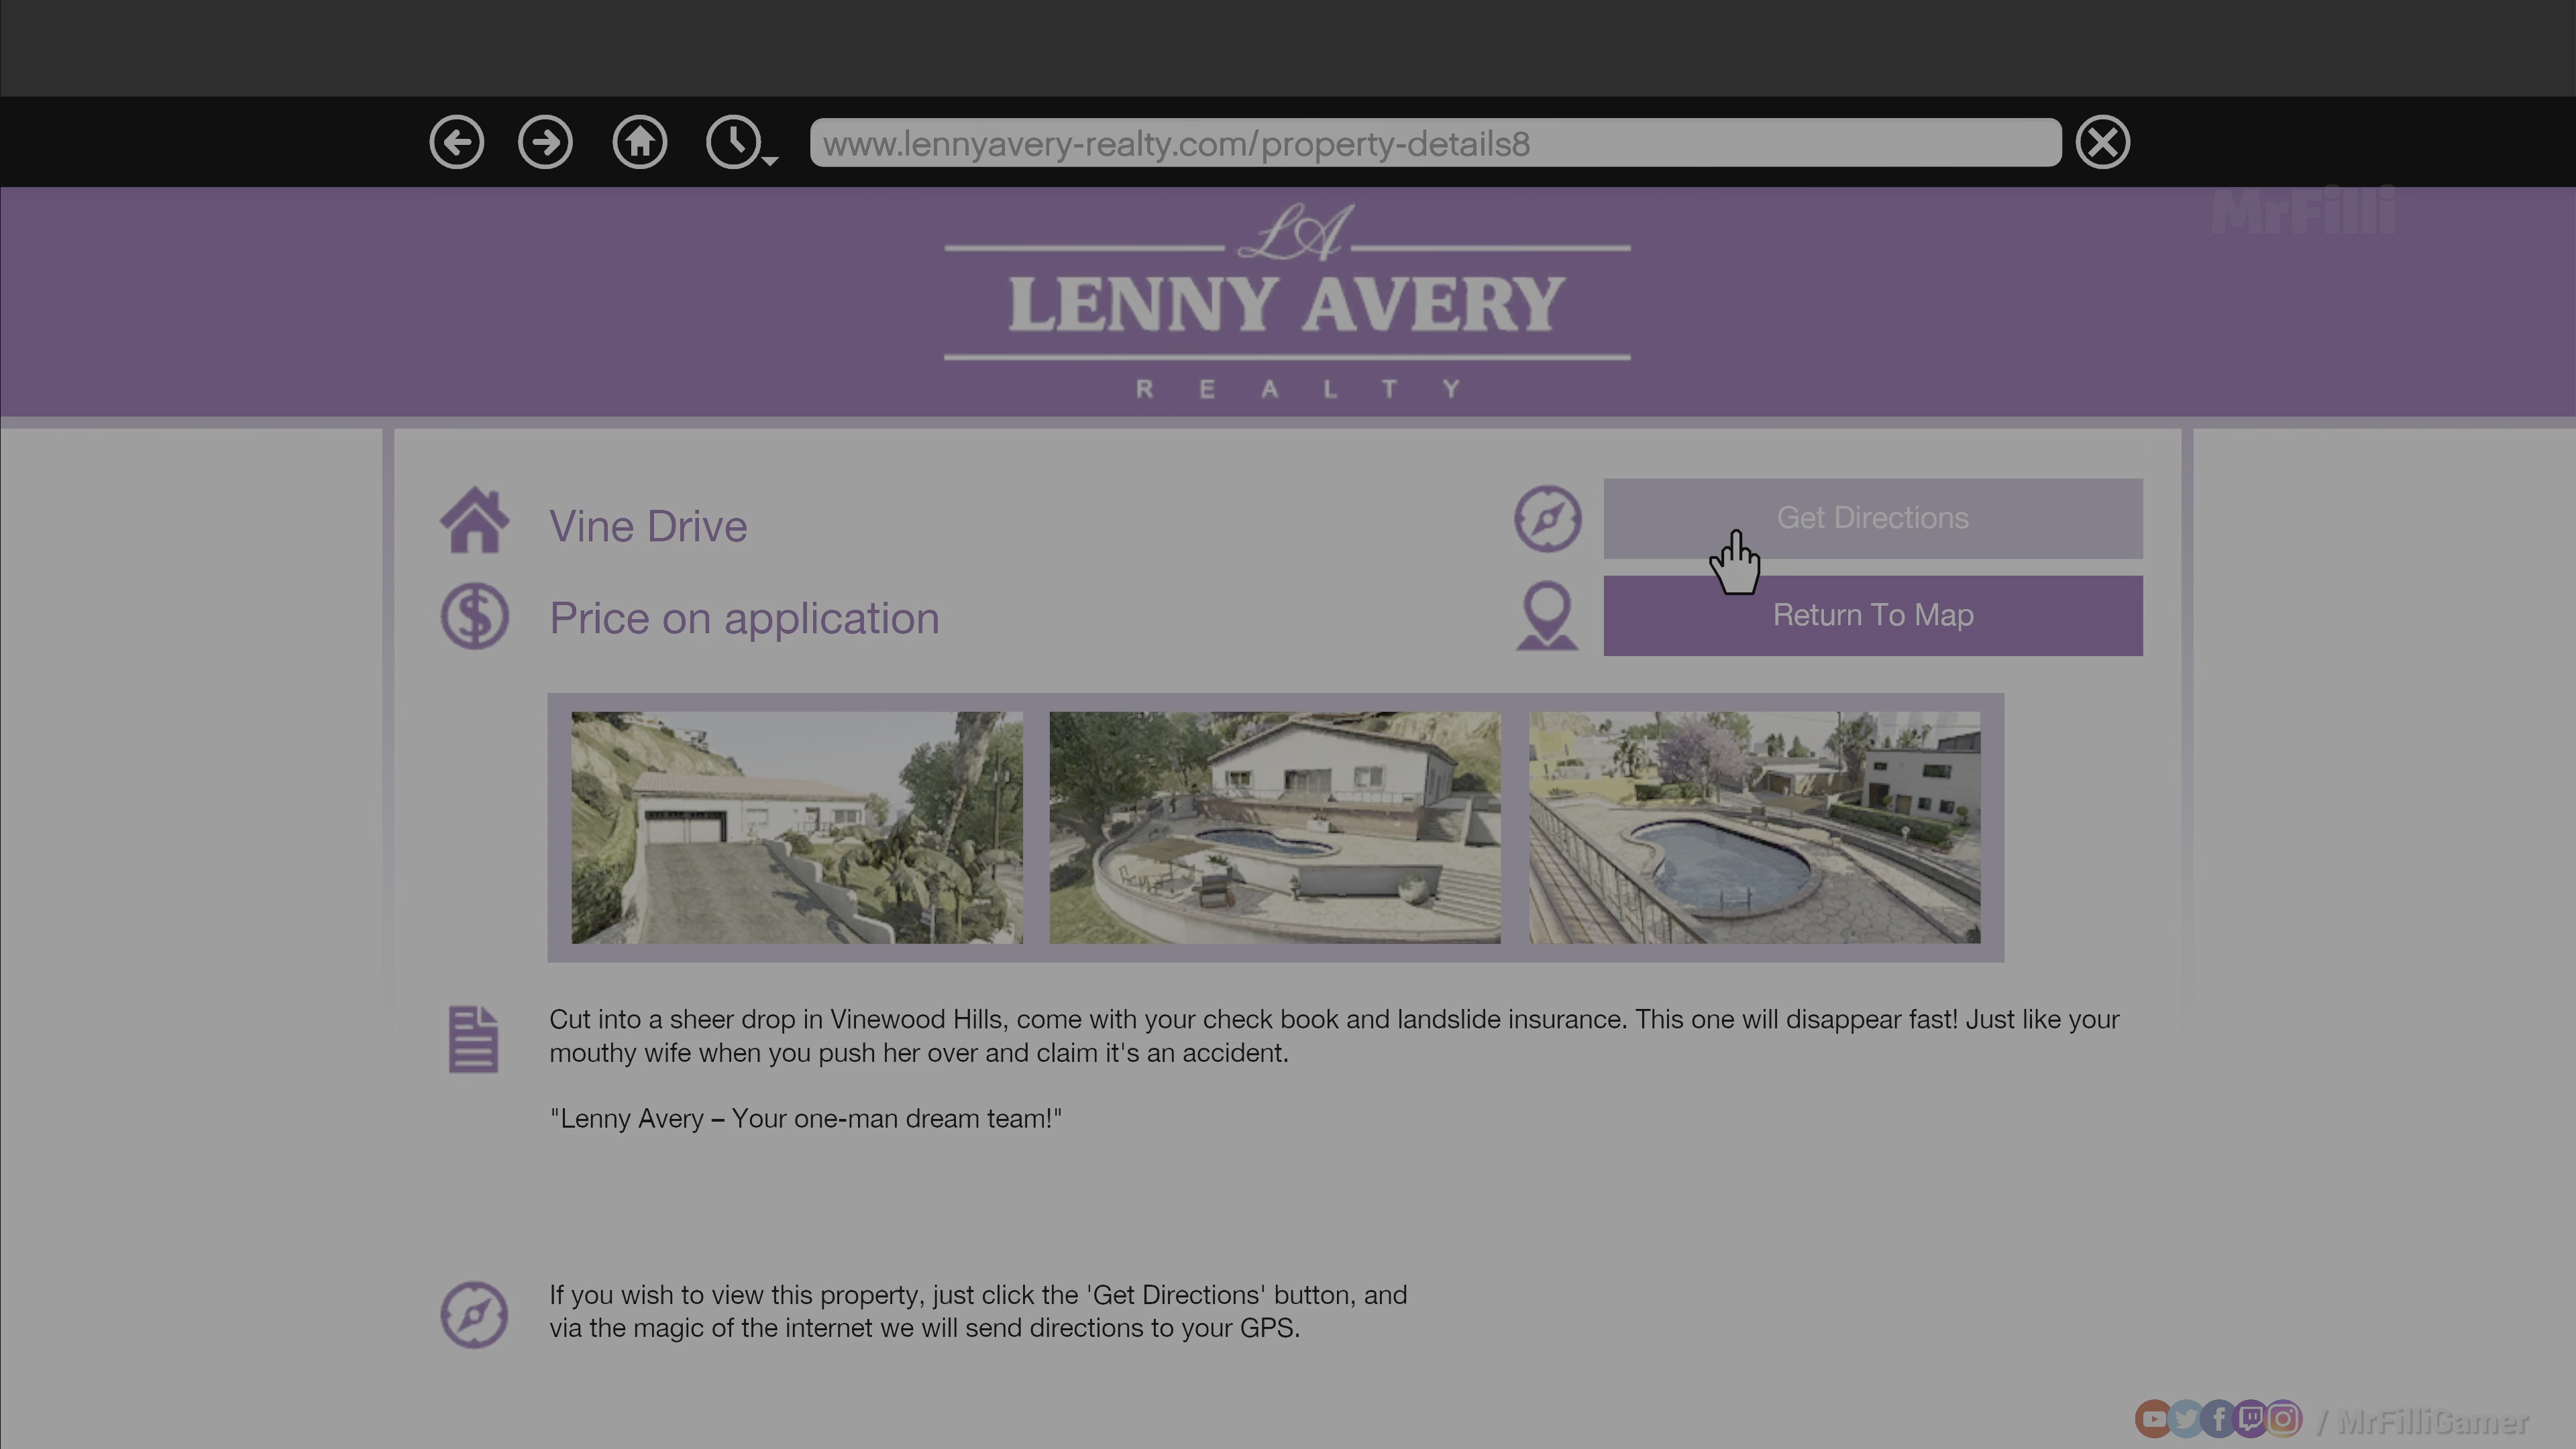 www.lennyavery-realty.com/property-details8
MrFilli
LA
LENNY AVERY
REALTY
Vine Drive
Get Directions
Price on application
Return To Map
Cut into a sheer drop in Vinewood Hills, come with your check book and landslide insurance. This one will disappear fast! Just like your
mouthy wife when you push her over and claim it's an accident.
"Lenny Avery – Your one-man dream team!"
If you wish to view this property, just click the 'Get Directions' button, and
via the magic of the internet we will send directions to your GPS.
/ MrFilliGamer